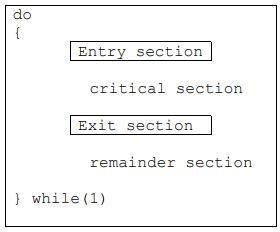 do
{
Entry section
critical section
Exit section
remainder section
} while(1)